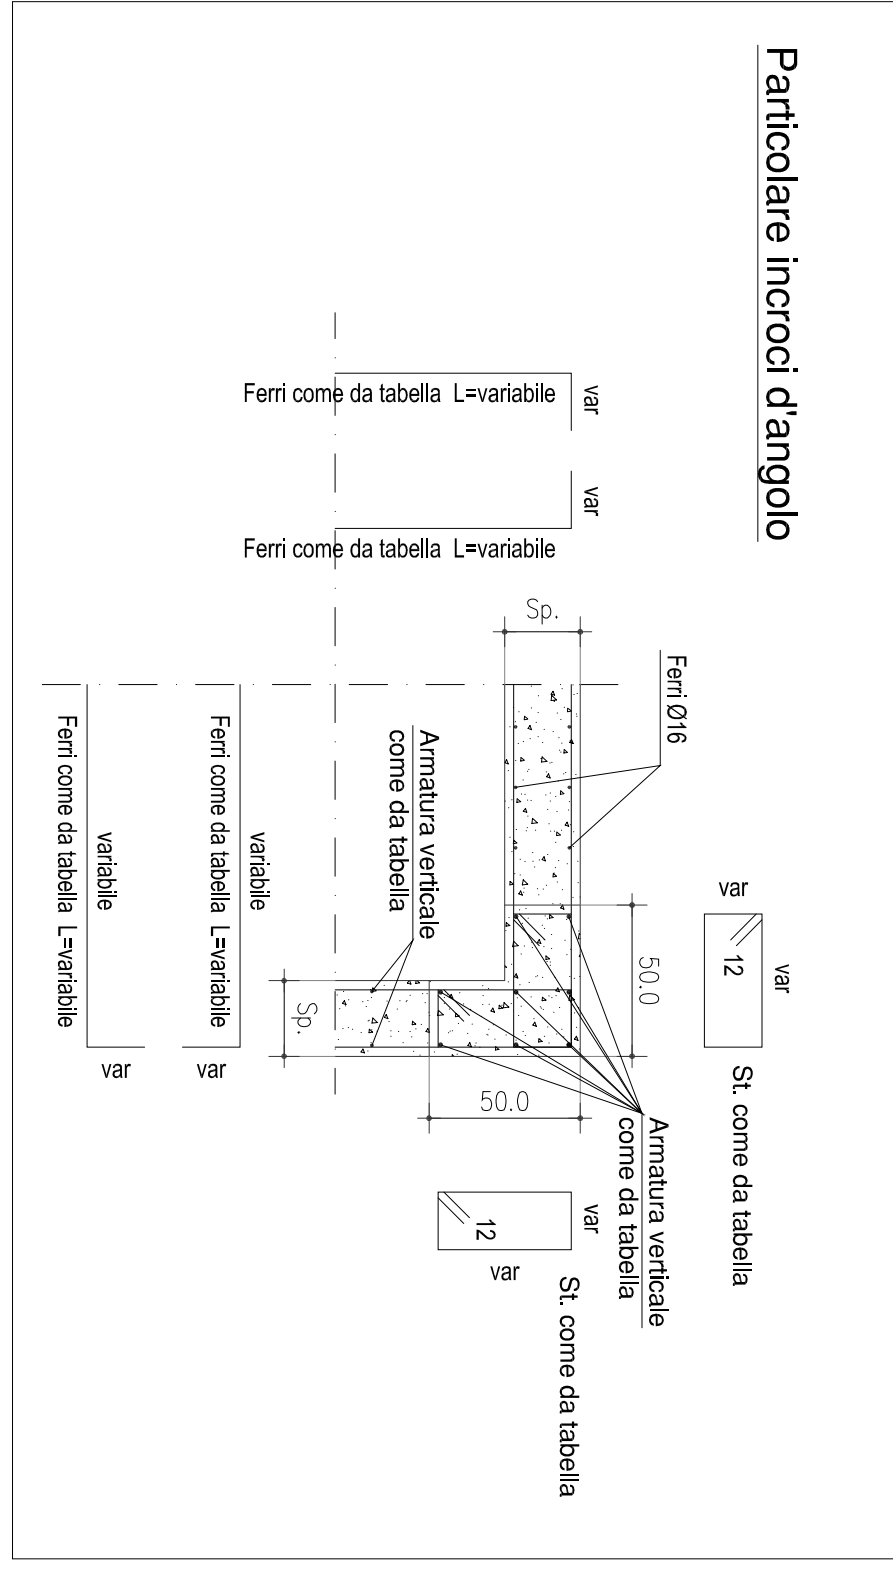 Particolare incroci d'angolo
var
Ferri come da tabella  L=variabile
var
Ferri come da tabella  L=variabile
Sp.
Ferri Ø16
Armatura verticale
come da tabella
variabile
Ferri come da tabella  L=variabile
var
variabile
Ferri come da tabella  L=variabile
var
Sp.
50.0
50.0
var
var
12
St. come da tabella
Armatura verticale
come da tabella
var
12
var
St. come da tabella